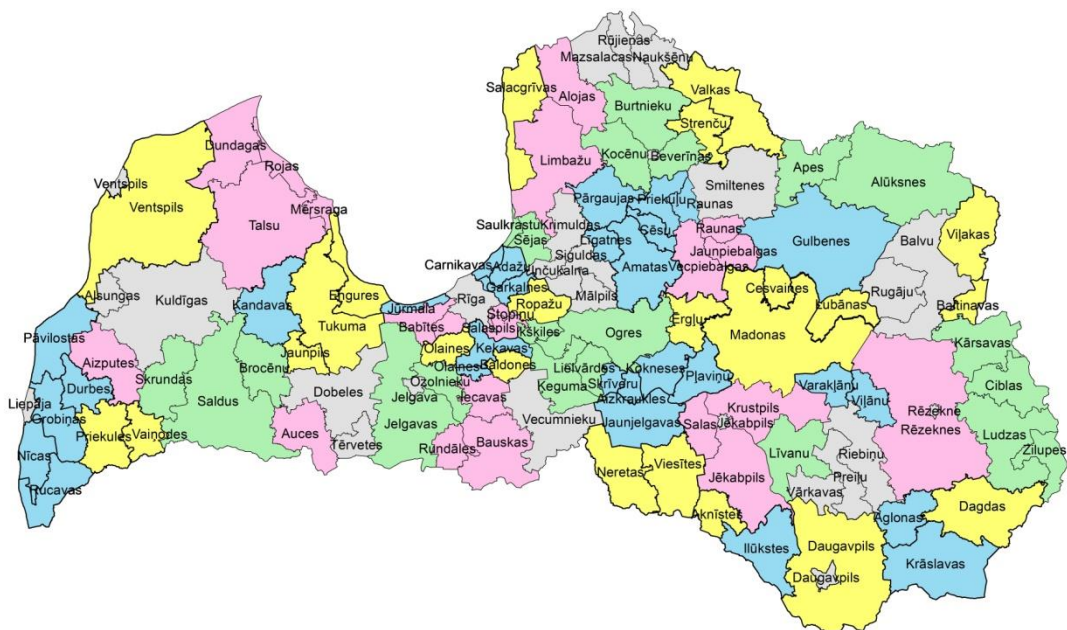 Rūjienas
Mazsalacas
Naukšēnu
Salacgrīvas
Alojas
Valkas
Burtnieku
Strenču
Dundagas
Limbažu
Kocēnu
Beverīnas
Apes
Alūksnes
Rojas
Smiltenes
Ventspils
Ventspils
Mērsraga
Pārgaujas
Priekuļu
Raunas
Talsu
Saulkrastu
Krimuldas
Cēsu
Raunas
Viļakas
Sējas
Līgatnes
Jaunpiebalgas
Gulbenes
Balvu
Siguldas
Carnikavas
Ādažu
Inčukalna
Amatas
Vecpiebalgas
Garkalnes
Cesvaines
Alsungas
Kuldīgas
Kandavas
Engures
Rīga
Mālpils
Rugāju
Lubānas
Baltinavas
Jūrmala
Ropažu
Stopiņu
Ērgļu
Madonas
Tukuma
Babītes
Salaspils
Ikšķiles
Ogres
Pāvilostas
Kārsavas
Jaunpils
Olaines
Ķekavas
Aizputes
Brocēnu
Olaines
Baldones
Lielvārdes
Kokneses
Skrundas
Skrīveru
Pļaviņu
Ciblas
Durbes
Saldus
Dobeles
Ozolnieku
Jelgava
Iecavas
Ķeguma
Aizkraukles
Varakļānu
Viļānu
Liepāja
Grobiņas
Krustpils
Rēzekne
Jaunjelgavas
Vecumnieku
Salas
Jēkabpils
Rēzeknes
Priekules
Vaiņodes
Auces
Jelgavas
Tērvetes
Rundāles
Bauskas
Ludzas
Nīcas
Līvānu
Riebiņu
Zilupes
Neretas
Viesītes
Jēkabpils
Preiļu
Rucavas
Vārkavas
Aknīstes
Dagdas
Aglonas
Ilūkstes
Daugavpils
Krāslavas
Daugavpils